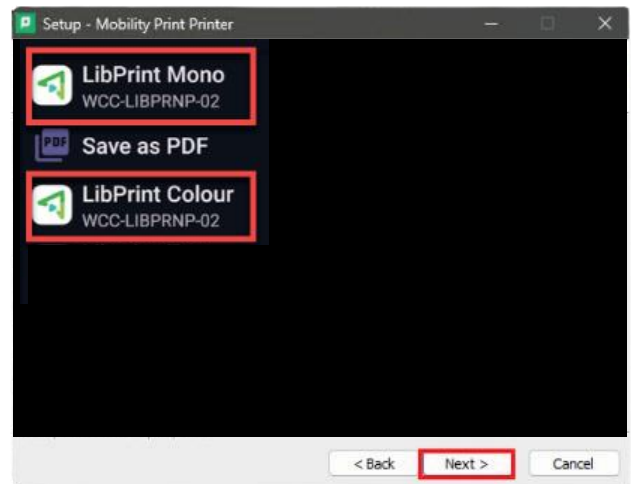 Setup - Mobility Print Printer
LibPrint Mono
WCC-LIBPRNP-02
PDF
Save as PDF
LibPrint Colour
WCC-LIBPRNP-02
< Back Next > Cancel